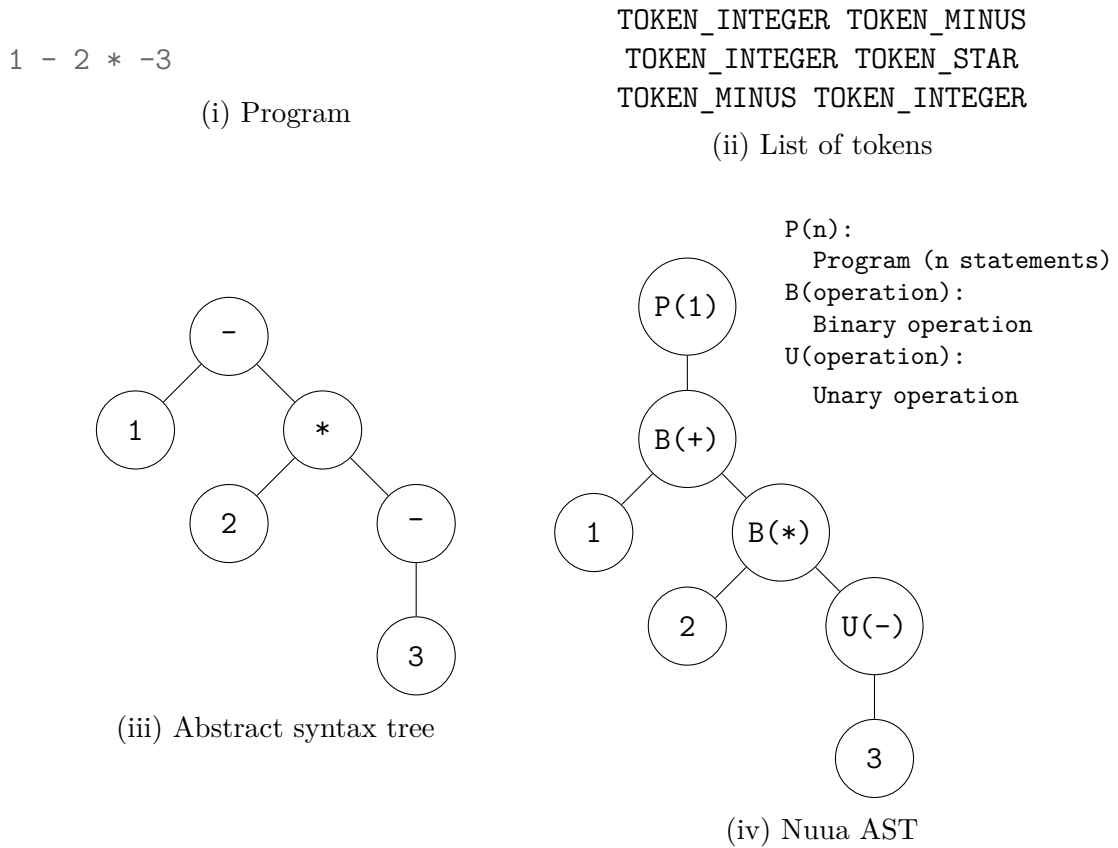 1 - 2 * -3
(i) Program
TOKEN_INTEGER TOKEN_MINUS
TOKEN_INTEGER TOKEN_STAR
TOKEN_MINUS TOKEN_INTEGER
(ii) List of tokens
-
1
*
2
-
3
(iii) Abstract syntax tree
P(n):
Program (n statements)
B(operation):
Binary operation
U(operation):
Unary operation
P(1)
B(+)
1
B(*)
2
U(-)
3
(iv) Nuua AST